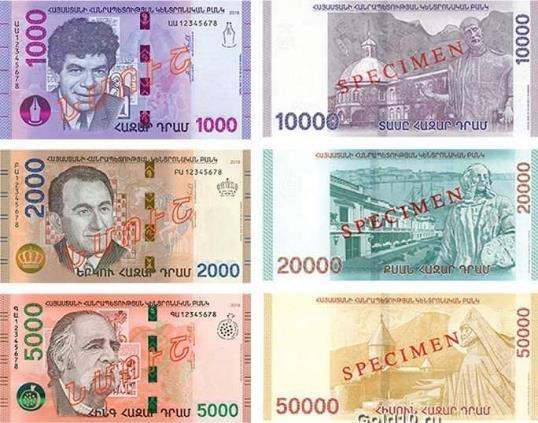 ՀԱՅԱՍՏԱՆԻ ՀԱՆՐԱՊԵՏՈՒԹՅԱՆ ԿԵՆՏՐՈՆԱԿԱՆ ԲԱՆԿ
2018
1000
ԱԱ 12345678
ԱԱ 12345678
ՆՄՈՒՇ
ՀԱԶԱՐ ԴՐԱՄ 1000
ՀԱՅԱՍՏԱՆԻ ՀԱՆՐԱՊԵՏՈՒԹՅԱՆ ԿԵՆՏՐՈՆԱԿԱՆ ԲԱՆԿ
10000
SPECIMEN
10000 ՏԱՍԸ ՀԱԶԱՐ ԴՐԱՄ
ՀԱՅԱՍՏԱՆԻ ՀԱՆՐԱՊԵՏՈՒԹՅԱՆ ԿԵՆՏՐՈՆԱԿԱՆ ԲԱՆԿ
2018
2000
ԲԱ 12345678
ԲԱ 12345678
ՆՄՈՒՇ
ԵՐԿՈՒ ՀԱԶԱՐ ԴՐԱՄ 2000
ՀԱՅԱՍՏԱՆԻ ՀԱՆՐԱՊԵՏՈՒԹՅԱՆ ԿԵՆՏՐՈՆԱԿԱՆ ԲԱՆԿ
20000
SPECIMEN
20000 ՔՍԱՆ ՀԱԶԱՐ ԴՐԱՄ
ՀԱՅԱՍՏԱՆԻ ՀԱՆՐԱՊԵՏՈՒԹՅԱՆ ԿԵՆՏՐՈՆԱԿԱՆ ԲԱՆԿ
2018
5000
ԳԱ 12345678
ԳԱ 12345678
ՆՄՈՒՇ
ՀԻՆԳ ՀԱԶԱՐ ԴՐԱՄ 5000
ՀԱՅԱՍՏԱՆԻ ՀԱՆՐԱՊԵՏՈՒԹՅԱՆ ԿԵՆՏՐՈՆԱԿԱՆ ԲԱՆԿ
50000
SPECIMEN
50000 ՀԻՍՈՒՆ ՀԱԶԱՐ ԴՐԱՄ
Gold10.ru